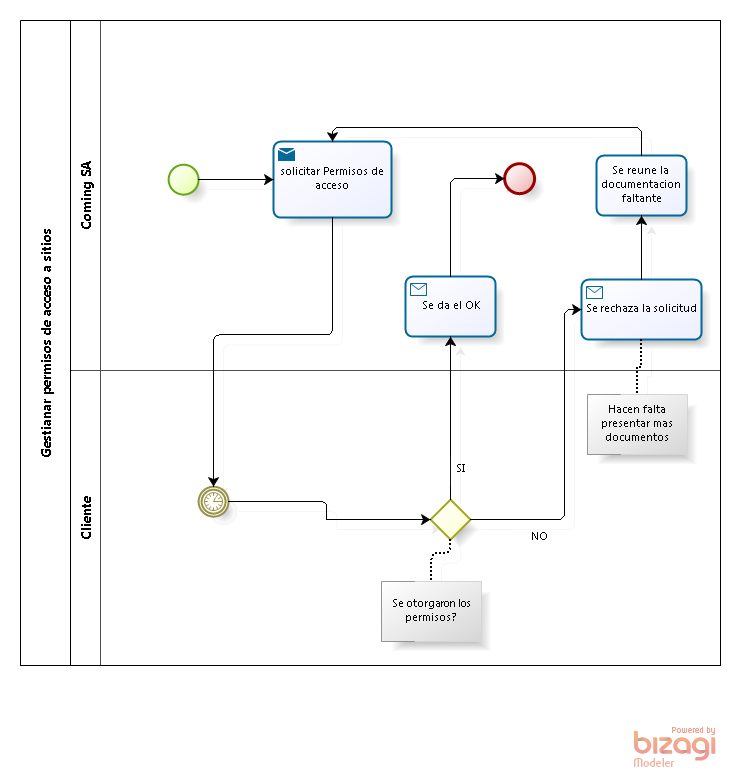 Gestianar permisos de acceso a sitios
Coming SA
solicitar Permisos de
acceso
Se reune la
documentacion
faltante
Se da el OK
Se rechaza la solicitud
Hacen falta
presentar mas
documentos
Cliente
SI
NO
Se otorgaron los
permisos?
Powered by
bizagi
Modeler